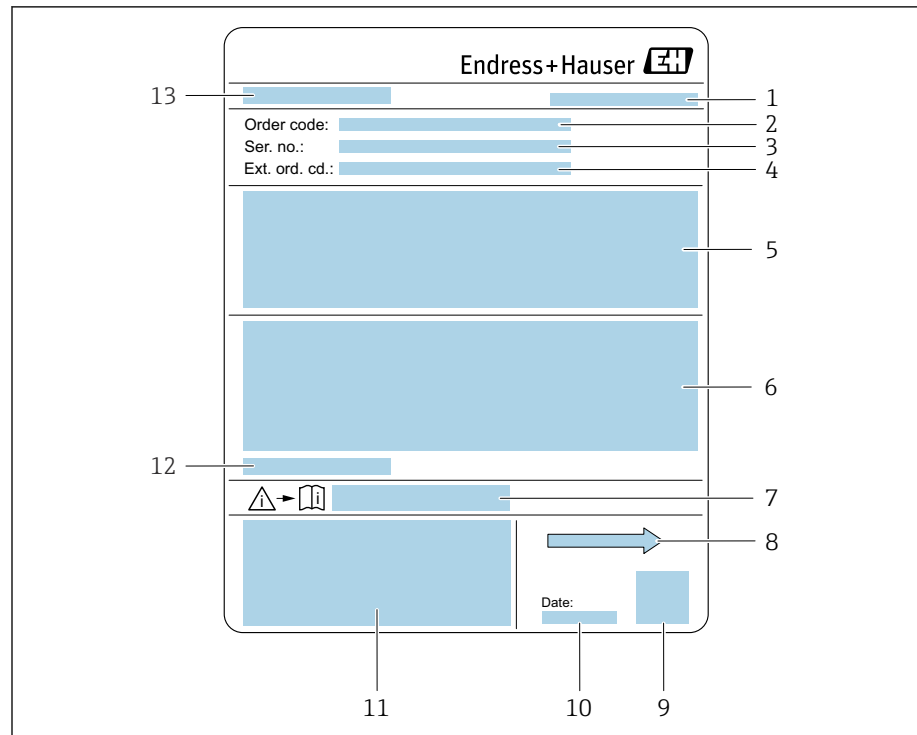 Endress+Hauser EH
13
1
Order code:
2
Ser. no.:
3
Ext. ord. cd.:
4
5
6
12
i i
7
8
Date:
11
10
9